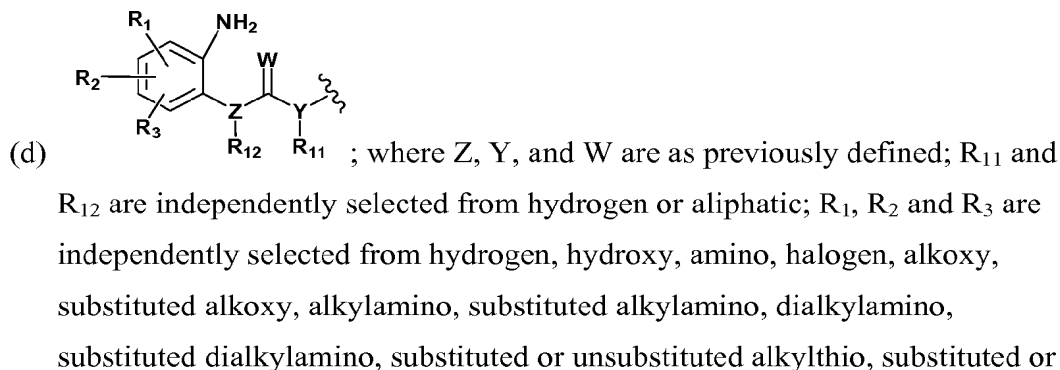 R₁ NH₂
W
R₂
Z Y
R₃ R₁₂ R₁₁
(d) ; where Z, Y, and W are as previously defined; R₁₁ and
R₁₂ are independently selected from hydrogen or aliphatic; R₁, R₂ and R₃ are
independently selected from hydrogen, hydroxy, amino, halogen, alkoxy,
substituted alkoxy, alkylamino, substituted alkylamino, dialkylamino,
substituted dialkylamino, substituted or unsubstituted alkylthio, substituted or